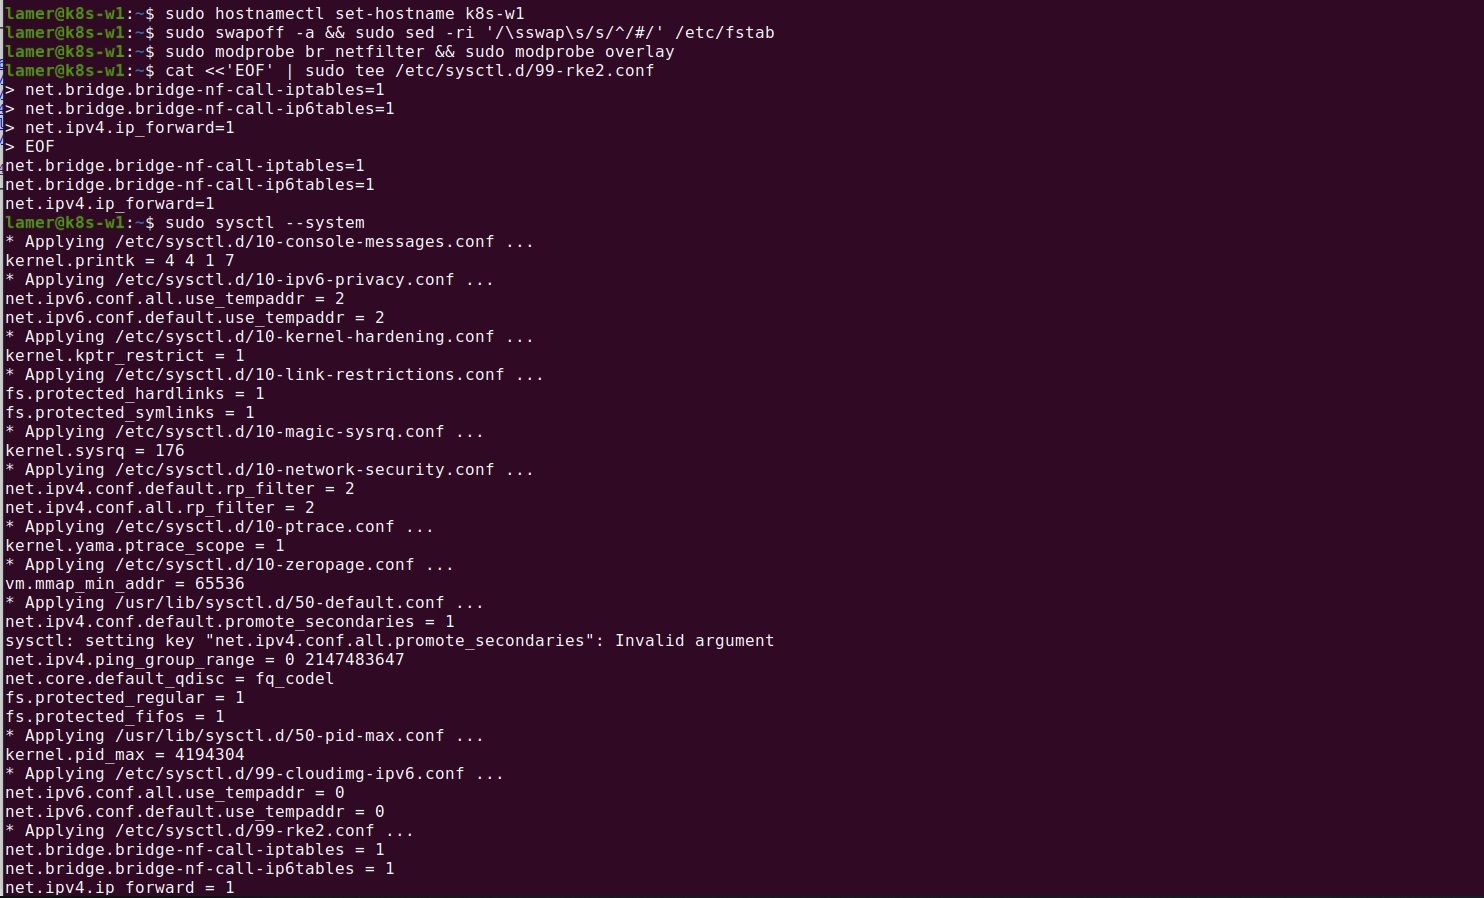 lamer@k8s-w1:~$ sudo hostnamectl set-hostname k8s-w1
lamer@k8s-w1:~$ sudo swapoff -a && sudo sed -ri '/\sswap\s/s/^/#/' /etc/fstab
lamer@k8s-w1:~$ sudo modprobe br_netfilter && sudo modprobe overlay
lamer@k8s-w1:~$ cat <<'EOF' | sudo tee /etc/sysctl.d/99-rke2.conf
> net.bridge.bridge-nf-call-iptables=1
> net.bridge.bridge-nf-call-ip6tables=1
> net.ipv4.ip_forward=1
> EOF
net.bridge.bridge-nf-call-iptables=1
net.bridge.bridge-nf-call-ip6tables=1
net.ipv4.ip_forward=1
lamer@k8s-w1:~$ sudo sysctl --system
* Applying /etc/sysctl.d/10-console-messages.conf ...
kernel.printk = 4 4 1 7
* Applying /etc/sysctl.d/10-ipv6-privacy.conf ...
net.ipv6.conf.all.use_tempaddr = 2
net.ipv6.conf.default.use_tempaddr = 2
* Applying /etc/sysctl.d/10-kernel-hardening.conf ...
kernel.kptr_restrict = 1
* Applying /etc/sysctl.d/10-link-restrictions.conf ...
fs.protected_hardlinks = 1
fs.protected_symlinks = 1
* Applying /etc/sysctl.d/10-magic-sysrq.conf ...
kernel.sysrq = 176
* Applying /etc/sysctl.d/10-network-security.conf ...
net.ipv4.conf.default.rp_filter = 2
net.ipv4.conf.all.rp_filter = 2
* Applying /etc/sysctl.d/10-ptrace.conf ...
kernel.yama.ptrace_scope = 1
* Applying /etc/sysctl.d/10-zeropage.conf ...
vm.mmap_min_addr = 65536
* Applying /usr/lib/sysctl.d/50-default.conf ...
net.ipv4.conf.default.promote_secondaries = 1
sysctl: setting key "net.ipv4.conf.all.promote_secondaries": Invalid argument
net.ipv4.ping_group_range = 0 2147483647
net.core.default_qdisc = fq_codel
fs.protected_regular = 1
fs.protected_fifos = 1
* Applying /usr/lib/sysctl.d/50-pid-max.conf ...
kernel.pid_max = 4194304
* Applying /etc/sysctl.d/99-cloudimg-ipv6.conf ...
net.ipv6.conf.all.use_tempaddr = 0
net.ipv6.conf.default.use_tempaddr = 0
* Applying /etc/sysctl.d/99-rke2.conf ...
net.bridge.bridge-nf-call-iptables = 1
net.bridge.bridge-nf-call-ip6tables = 1
net.ipv4.ip_forward = 1